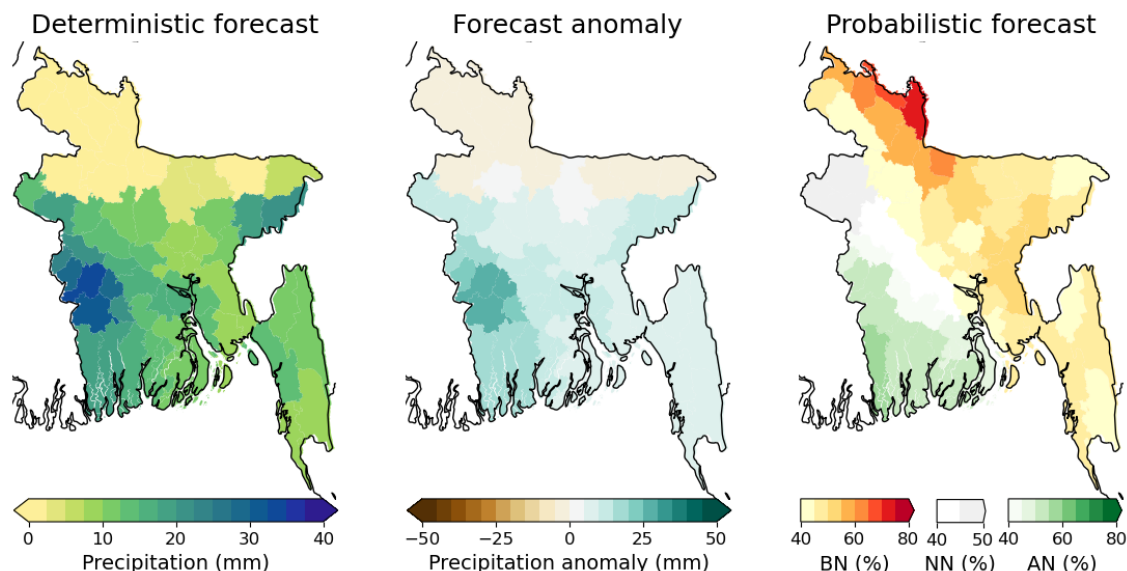 Deterministic forecast
Forecast anomaly
Probabilistic forecast
0 10 20 30 40
Precipitation (mm)
−50 −25 0 25 50
Precipitation anomaly (mm)
40 60 80
BN (%)
40 50
NN (%)
40 60 80
AN (%)